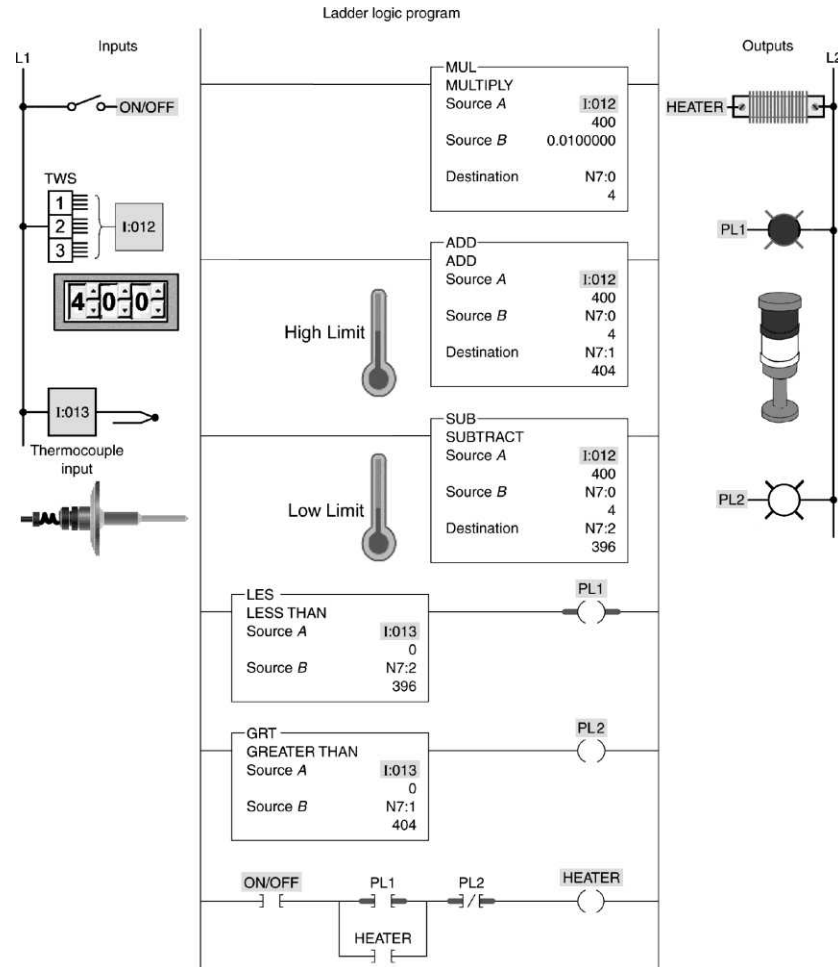 Ladder logic program
Inputs
Outputs
L1
L2
ON/OFF
TWS
1
2
3
I:012
400
I:013
Thermocouple
input
MUL
MULTIPLY
Source A I:012
400
Source B 0.0100000
Destination N7:0
4
High Limit
ADD
ADD
Source A I:012
400
Source B N7:0
4
Destination N7:1
404
Low Limit
SUB
SUBTRACT
Source A I:012
400
Source B N7:0
4
Destination N7:2
396
LES
LESS THAN
Source A I:013
0
Source B N7:2
396
PL1
GRT
GREATER THAN
Source A I:013
0
Source B N7:1
404
PL2
ON/OFF PL1 PL2 HEATER
HEATER
HEATER
PL1
PL2